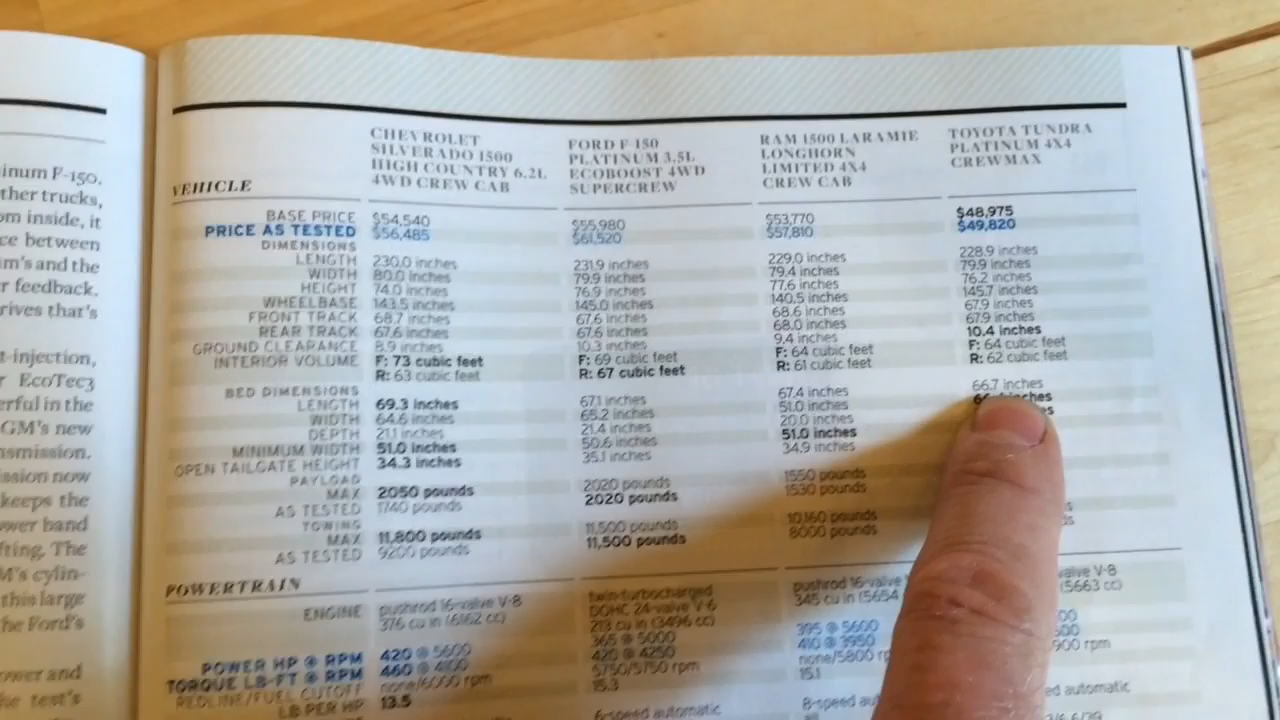 inum F-150.
ther trucks,
om inside, it
ce between
m's and the
r feedback.
rives that's
t-injection,
r EcoTec3
erful in the
GM's new
nsmission.
ission now
keeps the
ower band
fting. The
M's cylin-
this large
he Ford's
ower and
he test's
VEHICLE
CHEVROLET
SILVERADO 1500
HIGH COUNTRY 6.2L
4WD CREW CAB
FORD F-150
PLATINUM 3.5L
ECOBOOST 4WD
SUPERCREW
RAM 1500 LARAMIE
LONGHORN
LIMITED 4X4
CREW CAB
TOYOTA TUNDRA
PLATINUM 4X4
CREWMAX
BASE PRICE $54,540 $55,980 $53,770 $48,975
PRICE AS TESTED $56,485 $61,520 $57,810 $49,820
DIMENSIONS
LENGTH 230.0 inches 231.9 inches 229.0 inches 228.9 inches
WIDTH 80.0 inches 79.9 inches 79.4 inches 79.9 inches
HEIGHT 74.0 inches 76.9 inches 77.6 inches 76.2 inches
WHEELBASE 143.5 inches 145.0 inches 140.5 inches 145.7 inches
FRONT TRACK 68.7 inches 67.6 inches 68.6 inches 67.9 inches
REAR TRACK 67.6 inches 67.6 inches 68.0 inches 67.9 inches
GROUND CLEARANCE 8.9 inches 10.3 inches 9.4 inches 10.4 inches
INTERIOR VOLUME F: 73 cubic feet F: 69 cubic feet F: 64 cubic feet F: 64 cubic feet
R: 63 cubic feet R: 67 cubic feet R: 61 cubic feet R: 62 cubic feet
BED DIMENSIONS
LENGTH 69.3 inches 67.1 inches 67.4 inches 66.7 inches
WIDTH 64.6 inches 65.2 inches 51.0 inches inches
DEPTH 21.1 inches 21.4 inches 20.0 inches
MINIMUM WIDTH 51.0 inches 50.6 inches 51.0 inches
OPEN TAILGATE HEIGHT 34.3 inches 35.1 inches 34.9 inches
PAYLOAD
MAX 2050 pounds 2020 pounds 1550 pounds
AS TESTED 1740 pounds 2020 pounds 1530 pounds
TOWING
MAX 11,800 pounds 11,500 pounds 10,160 pounds
AS TESTED 9200 pounds 11,500 pounds 8000 pounds
POWERTRAIN
ENGINE
pushrod 16-valve V-8
376 cu in (6162 cc)
twin-turbocharged
DOHC 24-valve V-6
213 cu in (3496 cc)
pushrod 16-valve
345 cu in (5654
valve V-8
(5663 cc)
POWER HP @ RPM 420 @ 5600 365 @ 5000 395 @ 5600
TORQUE LB-FT @ RPM 460 @ 4100 420 @ 4250 410 @ 3950
REDLINE/FUEL CUTOFF none/6000 rpm 5750/5750 rpm none/5800 900 rpm
LB PER HP 13.5 15.3 15.1
6-speed automatic 8-speed automatic